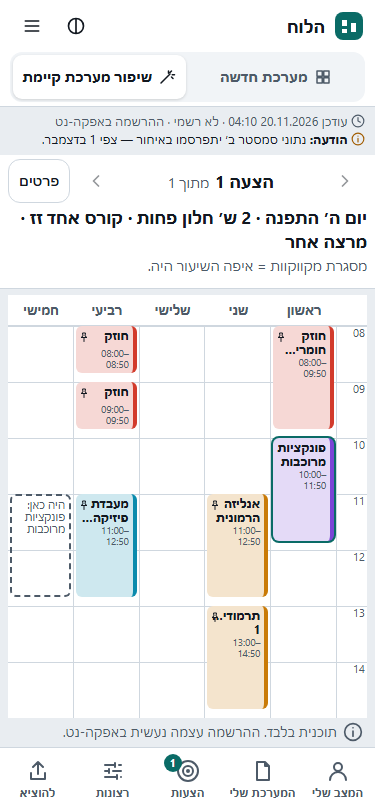 הלוח
מערכת חדשה
שיפור מערכת קיימת
עודכן 20.11.2026 04:10 · לא רשמי · ההרשמה באפקה-נט
הודעה: נתוני סמסטר ב׳ יתפרסמו באיחור — צפי 1 בדצמבר.
הצעה 1 מתוך 1
פרטים
יום ה׳ התפנה · 2 ש׳ חלון פחות · קורס אחד זז ·
מרצה אחר
מסגרת מקווקוות = איפה השיעור היה.
ראשון
שני
שלישי
רביעי
חמישי
08
09
10
11
12
13
14
חוזק
חומרי...
08:00–
09:50
פונקציות
מרוכבות
10:00–
11:50
אנליזה
הרמונית
11:00–
12:50
תרמודי...
1
13:00–
14:50
חוזק
08:00–
08:50
חוזק
09:00–
09:50
מעבדת
פיזיקה...
11:00–
12:50
היה כאן:
פונקציות
מרוכבות
תוכנית בלבד. ההרשמה עצמה נעשית באפקה-נט.
המצב שלי
המערכת שלי
1
הצעות
רצונות
להוציא